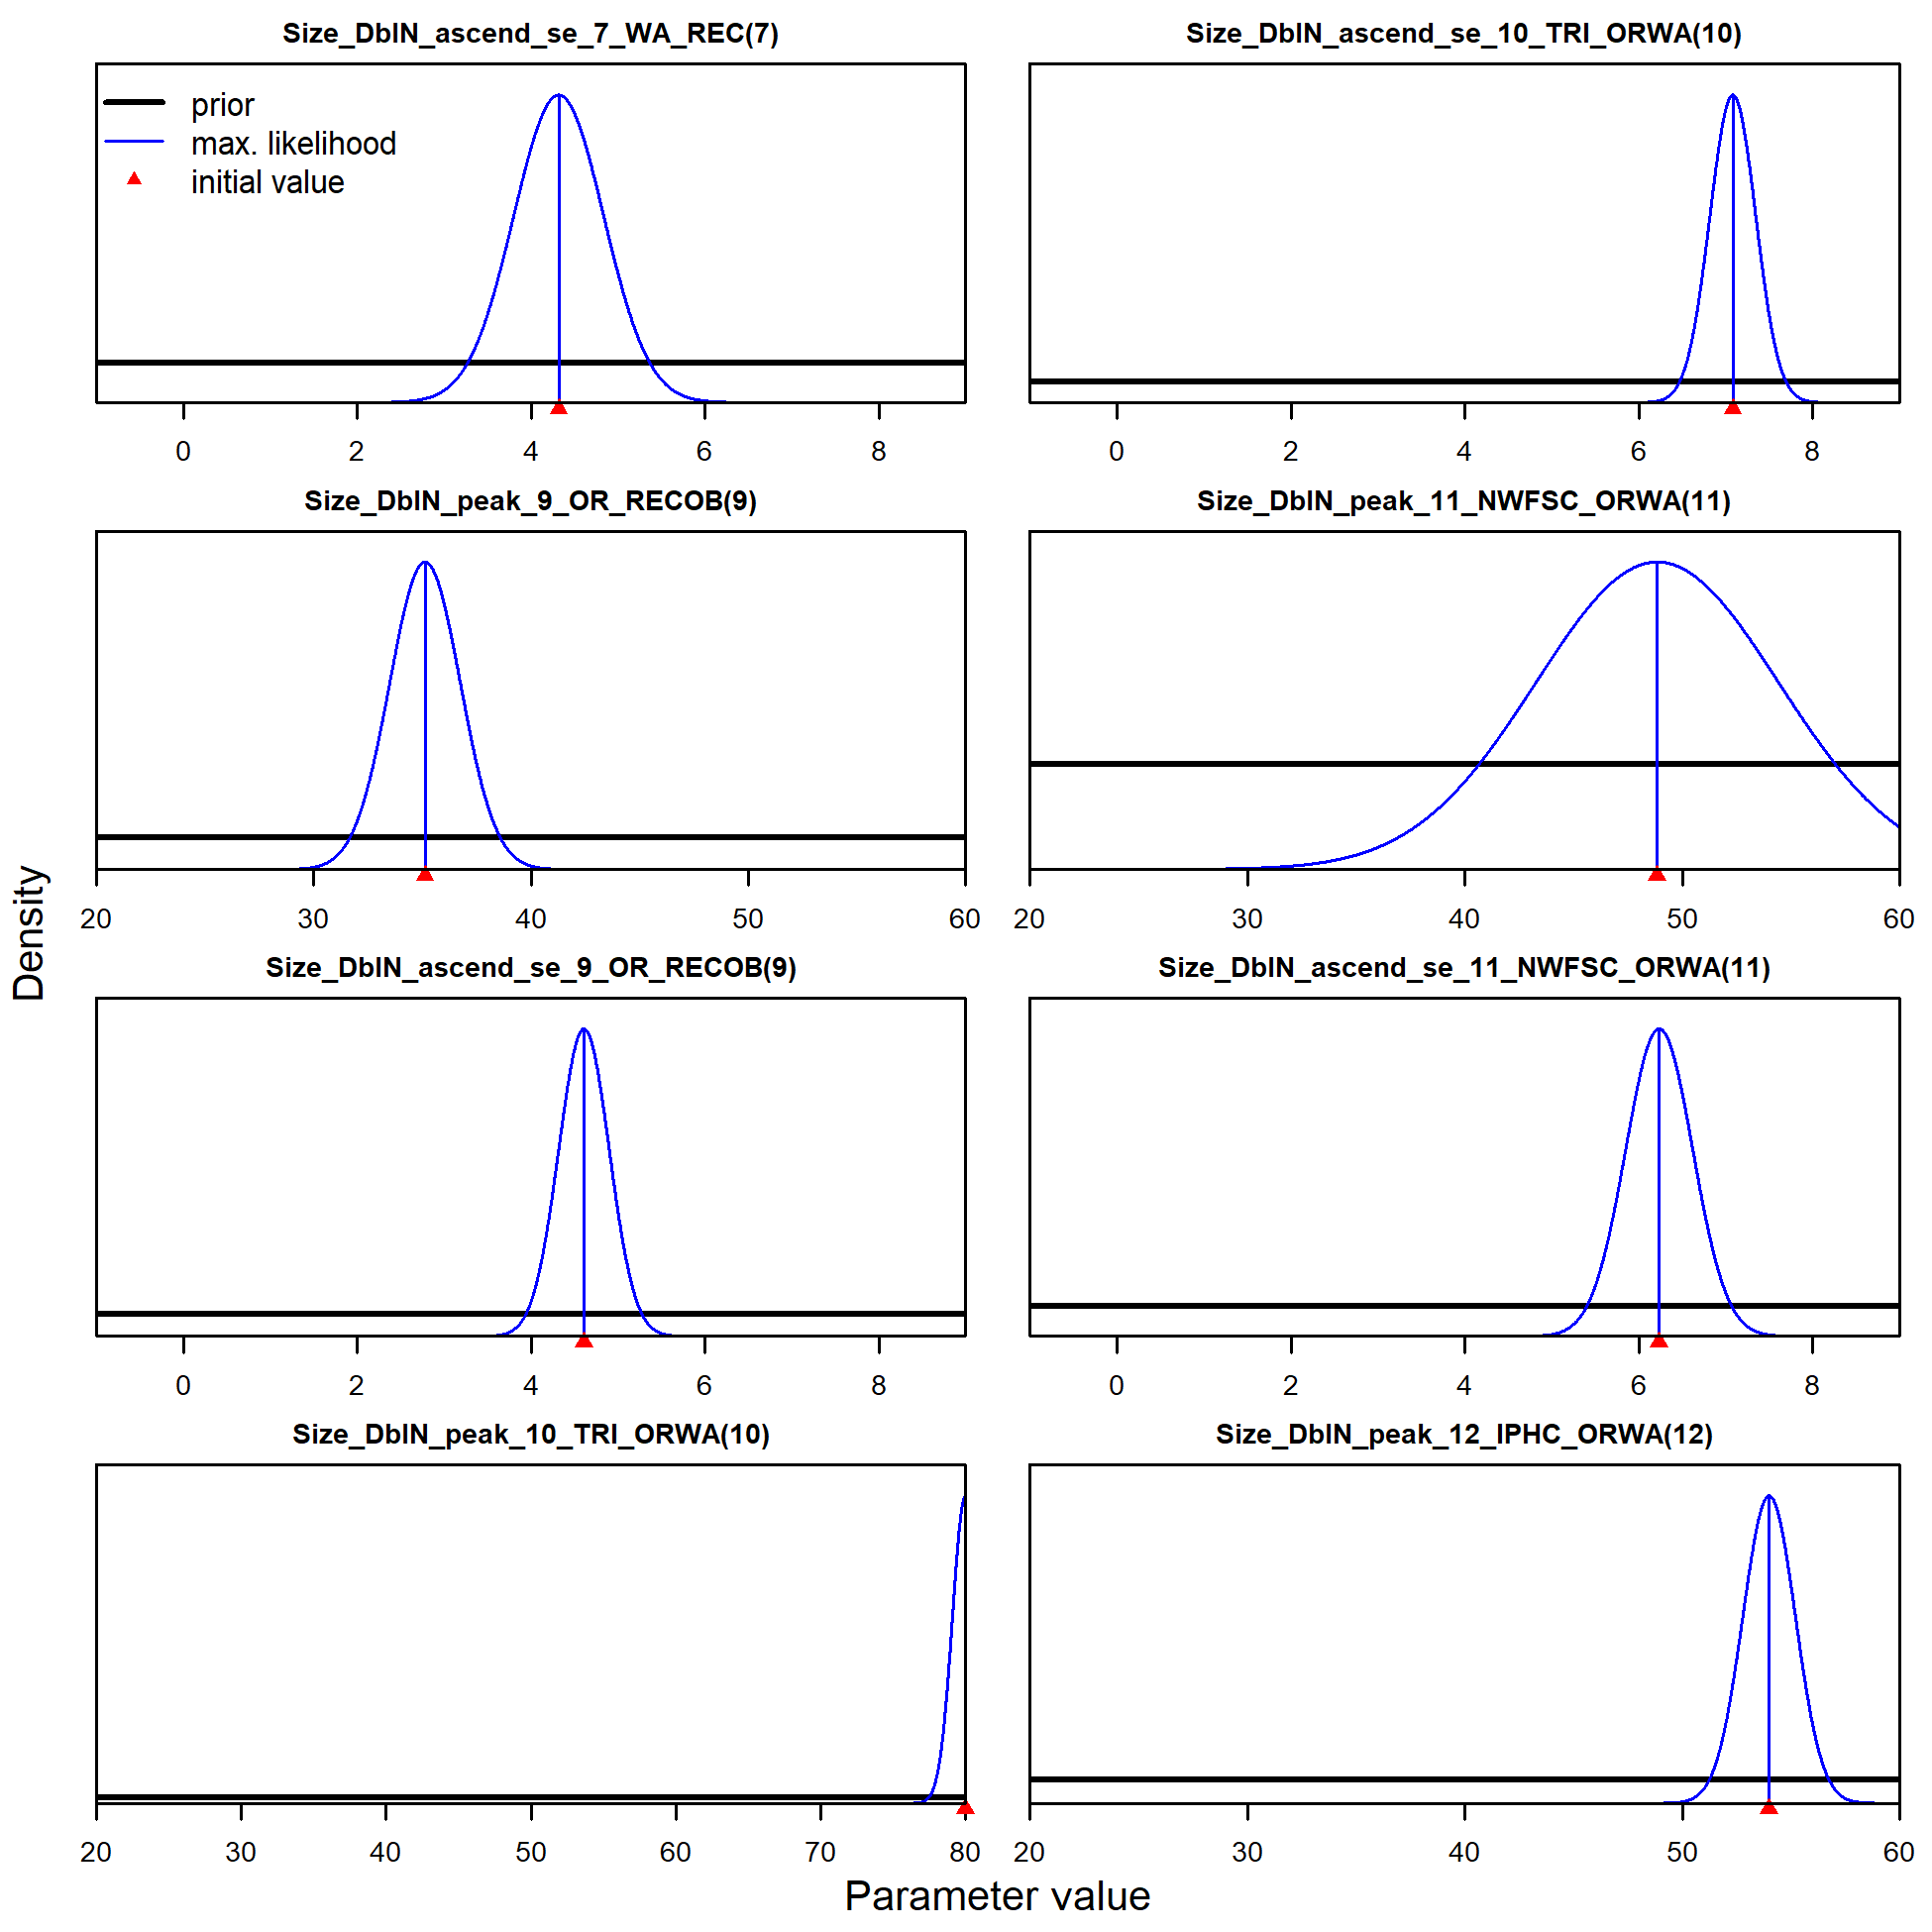 Size_DblN_ascend_se_7_WA_REC(7)
prior
max. likelihood
initial value
0 2 4 6 8
Size_DblN_ascend_se_10_TRI_ORWA(10)
0 2 4 6 8
Size_DblN_peak_9_OR_RECOB(9)
20 30 40 50 60
Size_DblN_peak_11_NWFSC_ORWA(11)
20 30 40 50 60
Size_DblN_ascend_se_9_OR_RECOB(9)
0 2 4 6 8
Size_DblN_ascend_se_11_NWFSC_ORWA(11)
0 2 4 6 8
Size_DblN_peak_10_TRI_ORWA(10)
20 30 40 50 60 70 80
Size_DblN_peak_12_IPHC_ORWA(12)
20 30 40 50 60
Density
Parameter value